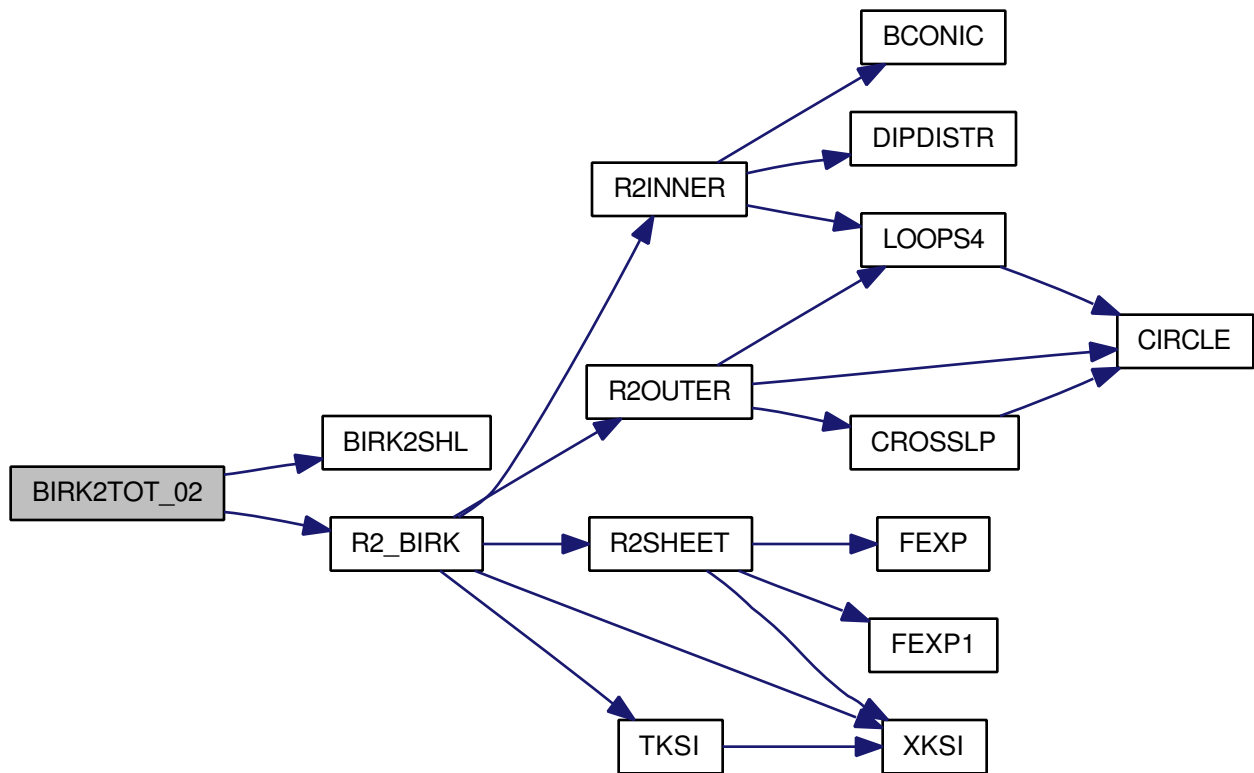 BCONIC
DIPDISTR
R2INNER
LOOPS4
CIRCLE
R2OUTER
CROSSLP
BIRK2SHL
BIRK2TOT_02
R2_BIRK
R2SHEET
FEXP
FEXP1
TKSI
XKSI